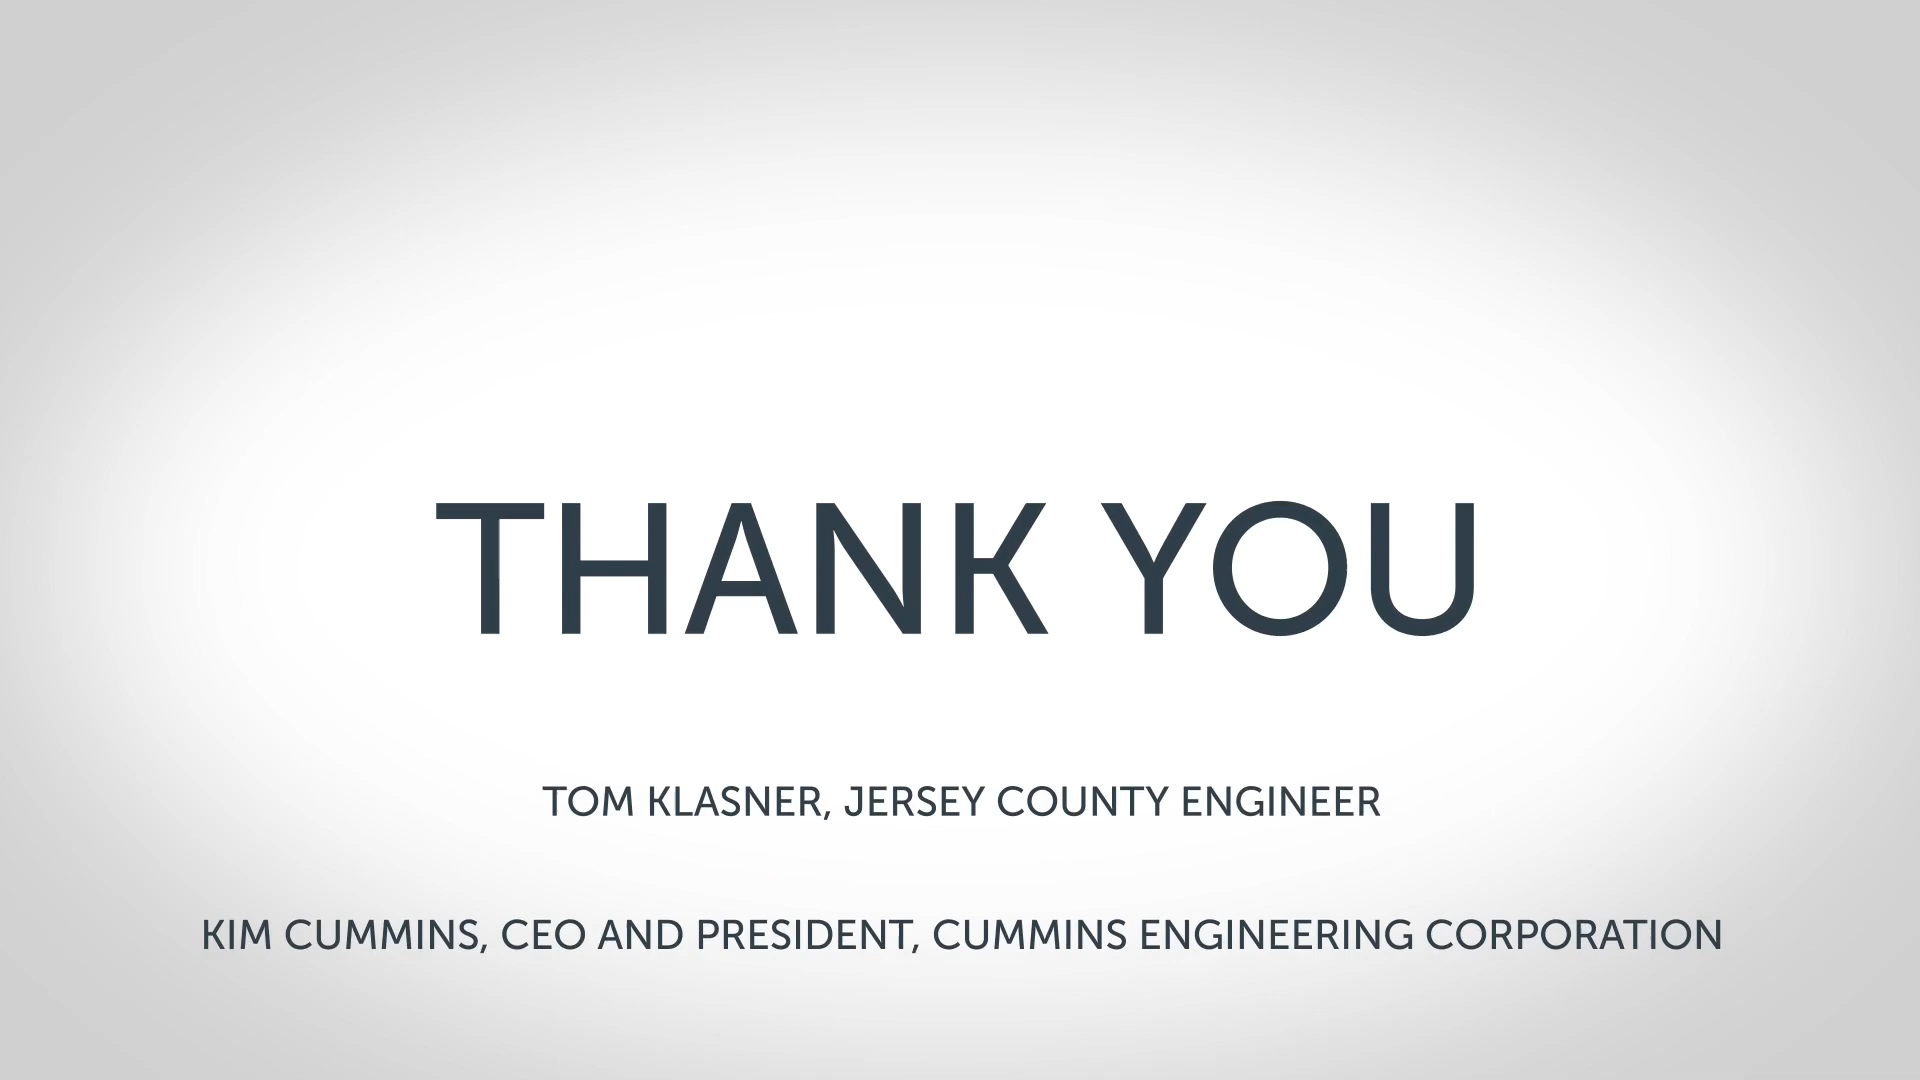 THANK YOU
TOM KLASNER, JERSEY COUNTY ENGINEER
KIM CUMMINS, CEO AND PRESIDENT, CUMMINS ENGINEERING CORPORATION